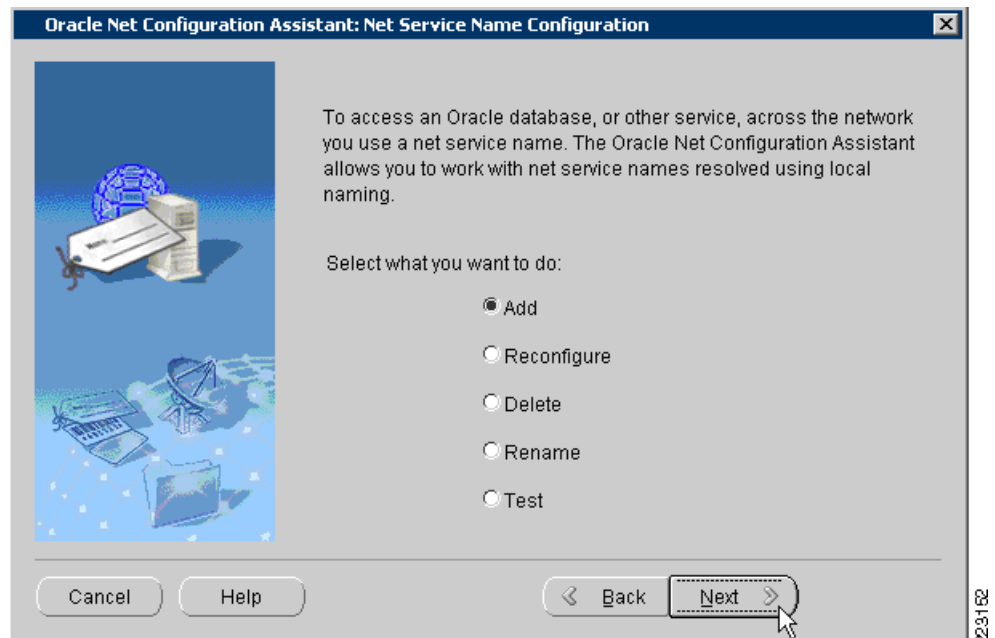 Oracle Net Configuration Assistant: Net Service Name Configuration
To access an Oracle database, or other service, across the network
you use a net service name. The Oracle Net Configuration Assistant
allows you to work with net service names resolved using local
naming.
Select what you want to do:
Add
Reconfigure
Delete
Rename
Test
Cancel
Help
Back
Next